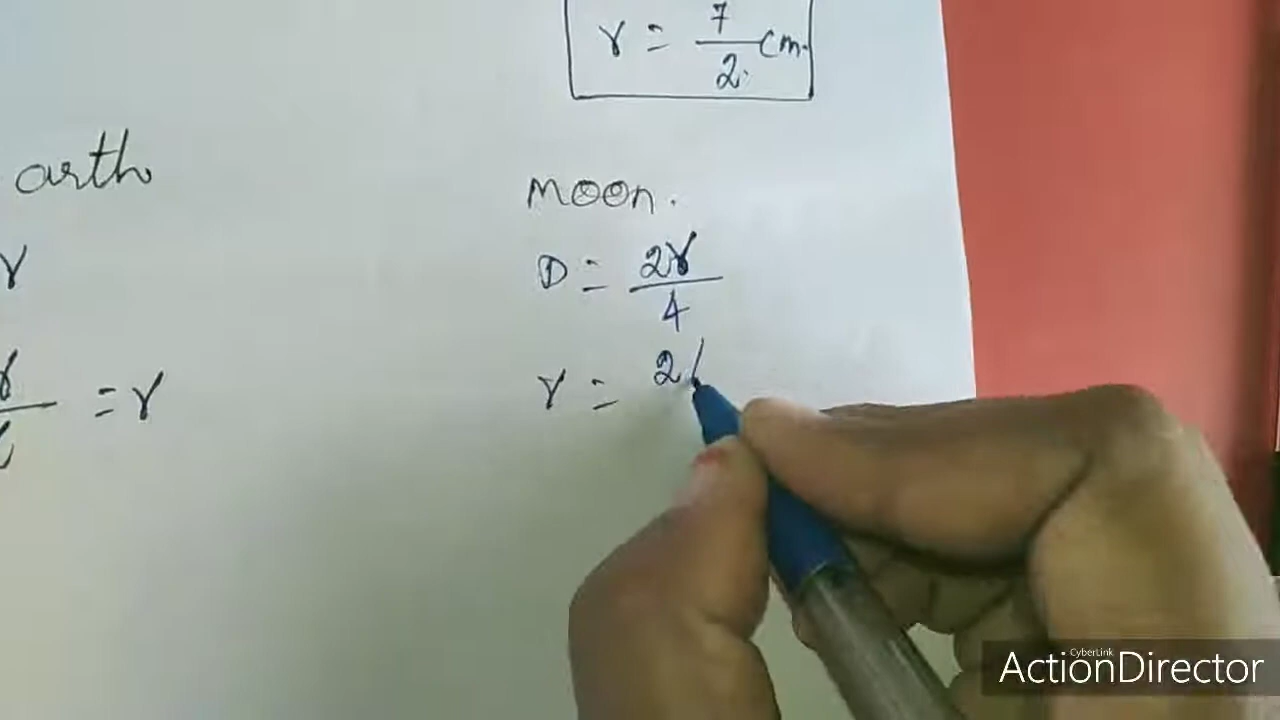 r = 7/2 cm.
arth
Moon.
r
D = 2r/4
= r
r = 2
CyberLink
ActionDirector